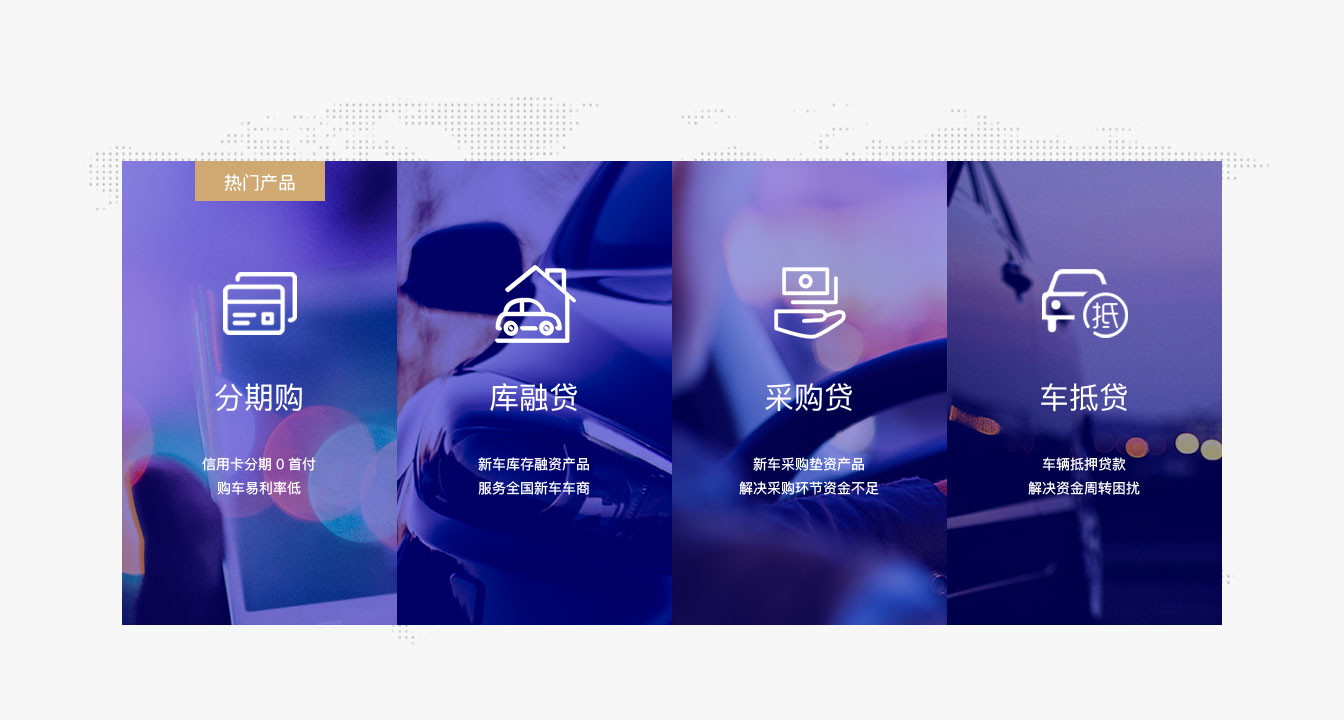 热门产品
分期购
信用卡分期 0 首付
购车易利率低
库融贷
新车库存融资产品
服务全国新车车商
采购贷
新车采购垫资产品
解决采购环节资金不足
抵
车抵贷
车辆抵押贷款
解决资金周转困扰